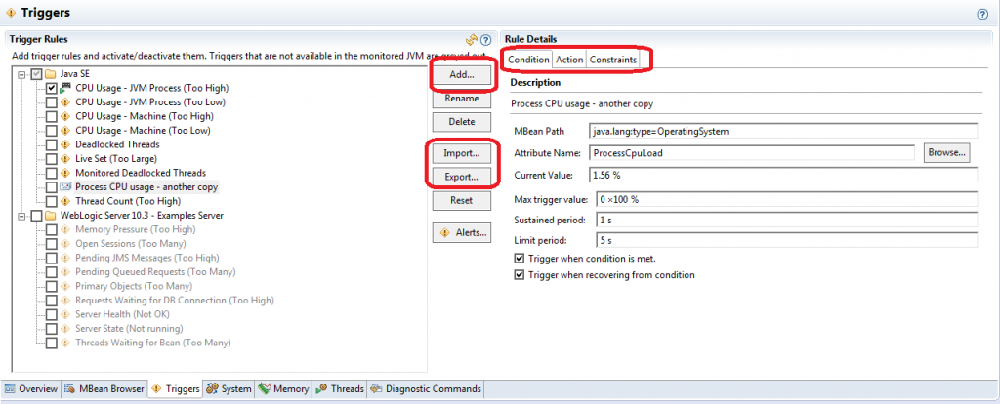 Triggers
Trigger Rules
Add trigger rules and activate/deactivate them. Triggers that are not available in the monitored JVM are greyed out.
Java SE
CPU Usage - JVM Process (Too High)
CPU Usage - JVM Process (Too Low)
CPU Usage - Machine (Too High)
CPU Usage - Machine (Too Low)
Deadlocked Threads
Live Set (Too Large)
Monitored Deadlocked Threads
Process CPU usage - another copy
Thread Count (Too High)
WebLogic Server 10.3 - Examples Server
Memory Pressure (Too High)
Open Sessions (Too Many)
Pending JMS Messages (Too High)
Pending Queued Requests (Too Many)
Primary Objects (Too Many)
Requests Waiting for DB Connection (Too High)
Server Health (Not OK)
Server State (Not running)
Threads Waiting for Bean (Too Many)
Add...
Rename
Delete
Import...
Export...
Reset
Alerts...
Rule Details
Condition Action Constraints
Description
Process CPU usage - another copy
MBean Path java.lang:type=OperatingSystem
Attribute Name: ProcessCpuLoad Browse...
Current Value: 1.56 %
Max trigger value: 0 ×100 %
Sustained period: 1 s
Limit period: 5 s
Trigger when condition is met.
Trigger when recovering from condition
Overview MBean Browser Triggers System Memory Threads Diagnostic Commands